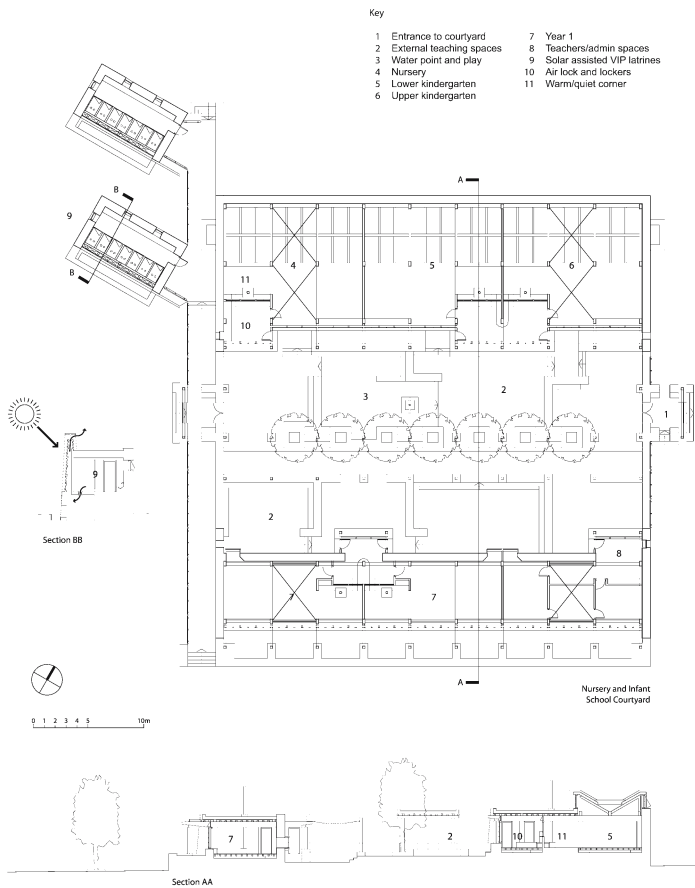 Key
1 Entrance to courtyard
2 External teaching spaces
3 Water point and play
4 Nursery
5 Lower kindergarten
6 Upper kindergarten
7 Year 1
8 Teachers/admin spaces
9 Solar assisted VIP latrines
10 Air lock and lockers
11 Warm/quiet corner
A
B
9
B
4
5
6
11
10
3
2
1
9
2
Section BB
8
7
7
A
Nursery and Infant
School Courtyard
0 1 2 3 4 5 10m
7
2
10
11
5
Section AA